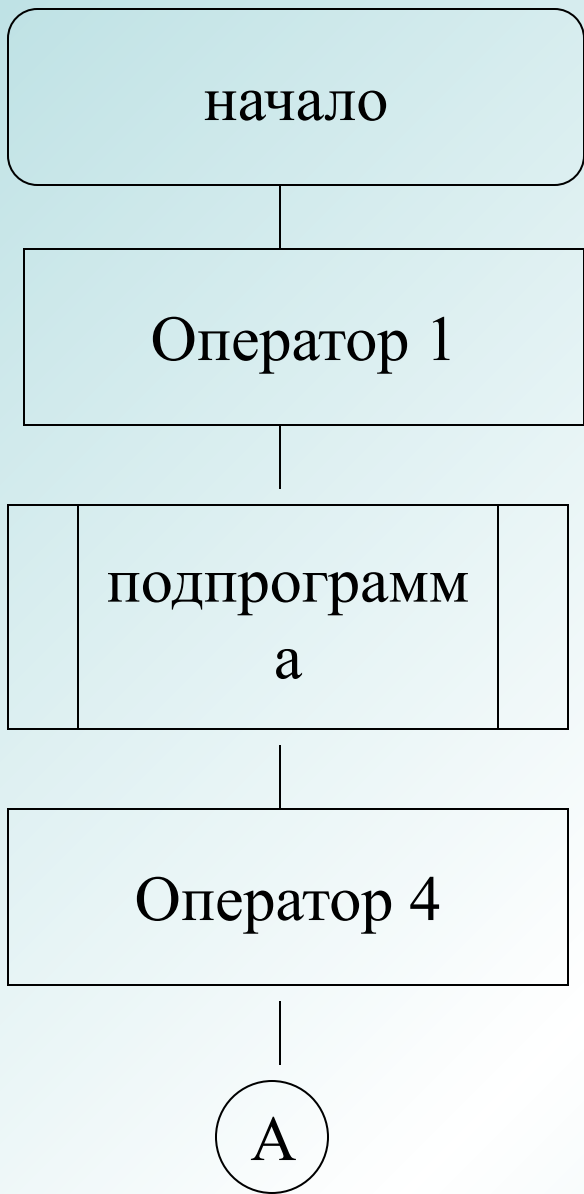 начало
Оператор 1
подпрограмм
а
Оператор 4
А